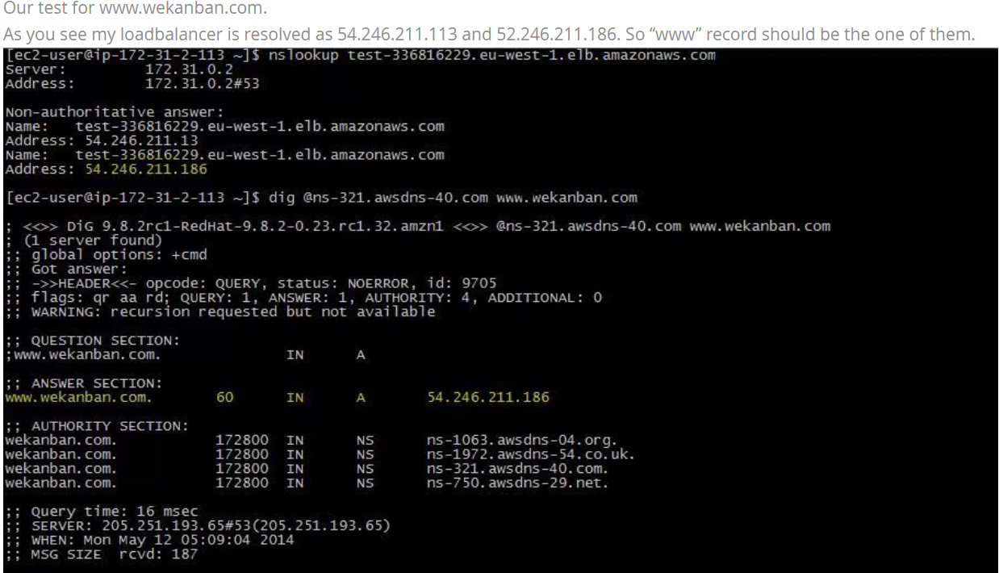 Our test for www.wekanban.com.
As you see my loadbalancer is resolved as 54.246.211.113 and 52.246.211.186. So “www” record should be the one of them.
[ec2-user@ip-172-31-2-113 ~]$ nslookup test-336816229.eu-west-1.elb.amazonaws.com
Server: 172.31.0.2
Address: 172.31.0.2#53
Non-authoritative answer:
Name: test-336816229.eu-west-1.elb.amazonaws.com
Address: 54.246.211.13
Name: test-336816229.eu-west-1.elb.amazonaws.com
Address: 54.246.211.186
[ec2-user@ip-172-31-2-113 ~]$ dig @ns-321.awsdns-40.com www.wekanban.com
; <<>> DiG 9.8.2rc1-RedHat-9.8.2-0.23.rc1.32.amzn1 <<>> @ns-321.awsdns-40.com www.wekanban.com
; (1 server found)
;; global options: +cmd
;; Got answer:
;; ->>HEADER<<- opcode: QUERY, status: NOERROR, id: 9705
;; flags: qr aa rd; QUERY: 1, ANSWER: 1, AUTHORITY: 4, ADDITIONAL: 0
;; WARNING: recursion requested but not available
;; QUESTION SECTION:
;www.wekanban.com. IN A
;; ANSWER SECTION:
www.wekanban.com. 60 IN A 54.246.211.186
;; AUTHORITY SECTION:
wekanban.com. 172800 IN NS ns-1063.awsdns-04.org.
wekanban.com. 172800 IN NS ns-1972.awsdns-54.co.uk.
wekanban.com. 172800 IN NS ns-321.awsdns-40.com.
wekanban.com. 172800 IN NS ns-750.awsdns-29.net.
;; Query time: 16 msec
;; SERVER: 205.251.193.65#53(205.251.193.65)
;; WHEN: Mon May 12 05:09:04 2014
;; MSG SIZE rcvd: 187